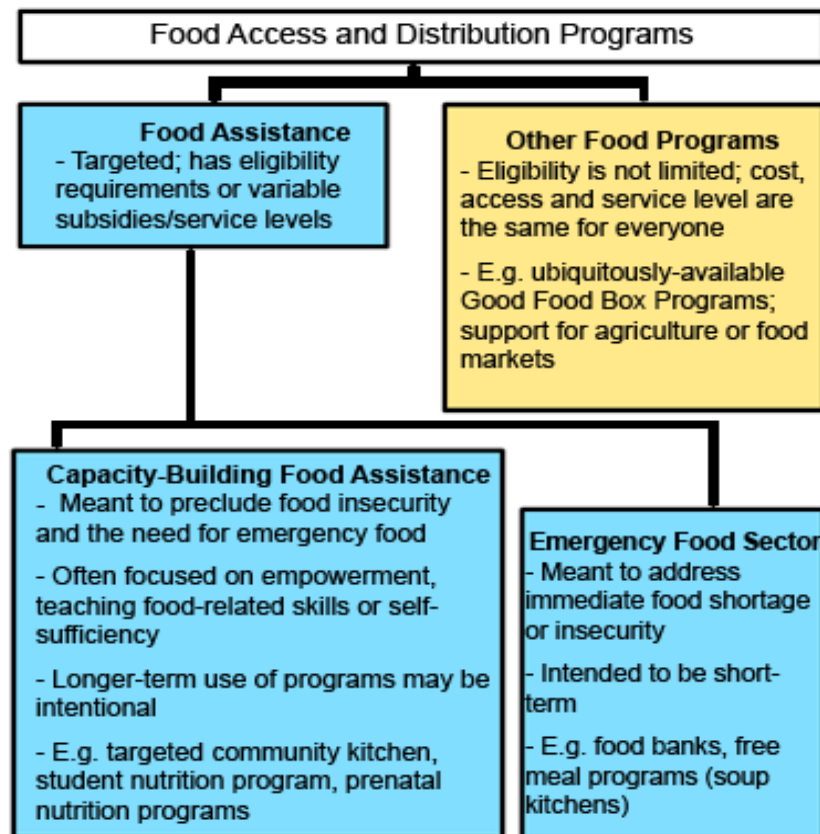 Food Access and Distribution Programs
Food Assistance
- Targeted; has eligibility
requirements or variable
subsidies/service levels
Other Food Programs
- Eligibility is not limited; cost,
access and service level are
the same for everyone
- E.g. ubiquitously-available
Good Food Box Programs;
support for agriculture or food
markets
Capacity-Building Food Assistance
- Meant to preclude food insecurity
and the need for emergency food
- Often focused on empowerment,
teaching food-related skills or self-
sufficiency
- Longer-term use of programs may be
intentional
- E.g. targeted community kitchen,
student nutrition program, prenatal
nutrition programs
Emergency Food Sector
- Meant to address
immediate food shortage
or insecurity
- Intended to be short-
term
- E.g. food banks, free
meal programs (soup
kitchens)